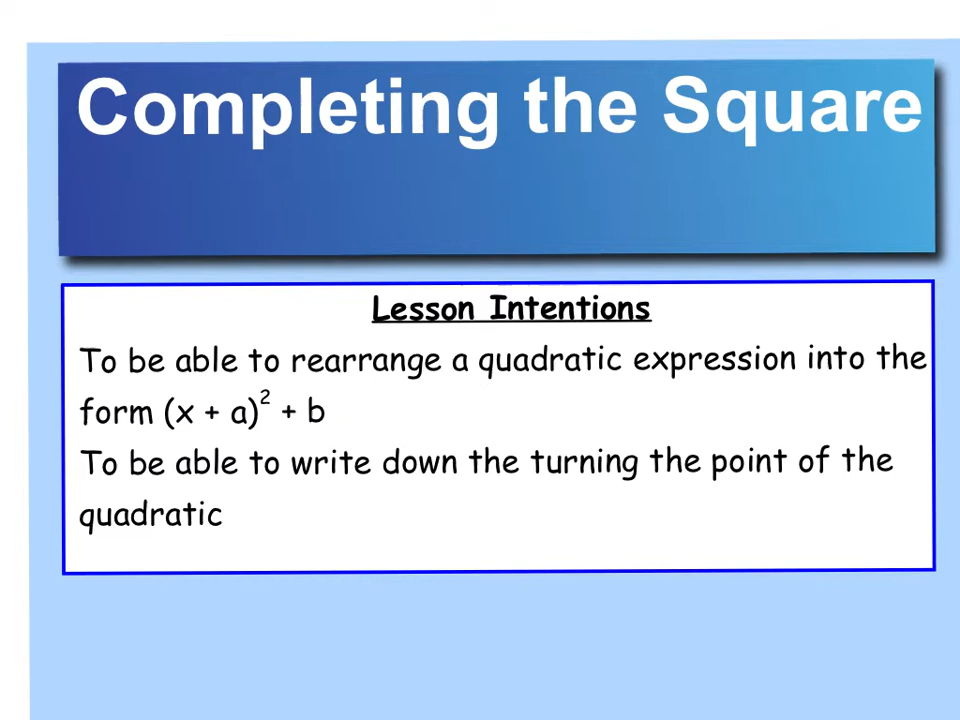 Completing the Square
Lesson Intentions
To be able to rearrange a quadratic expression into the
form (x + a)² + b
To be able to write down the turning the point of the
quadratic